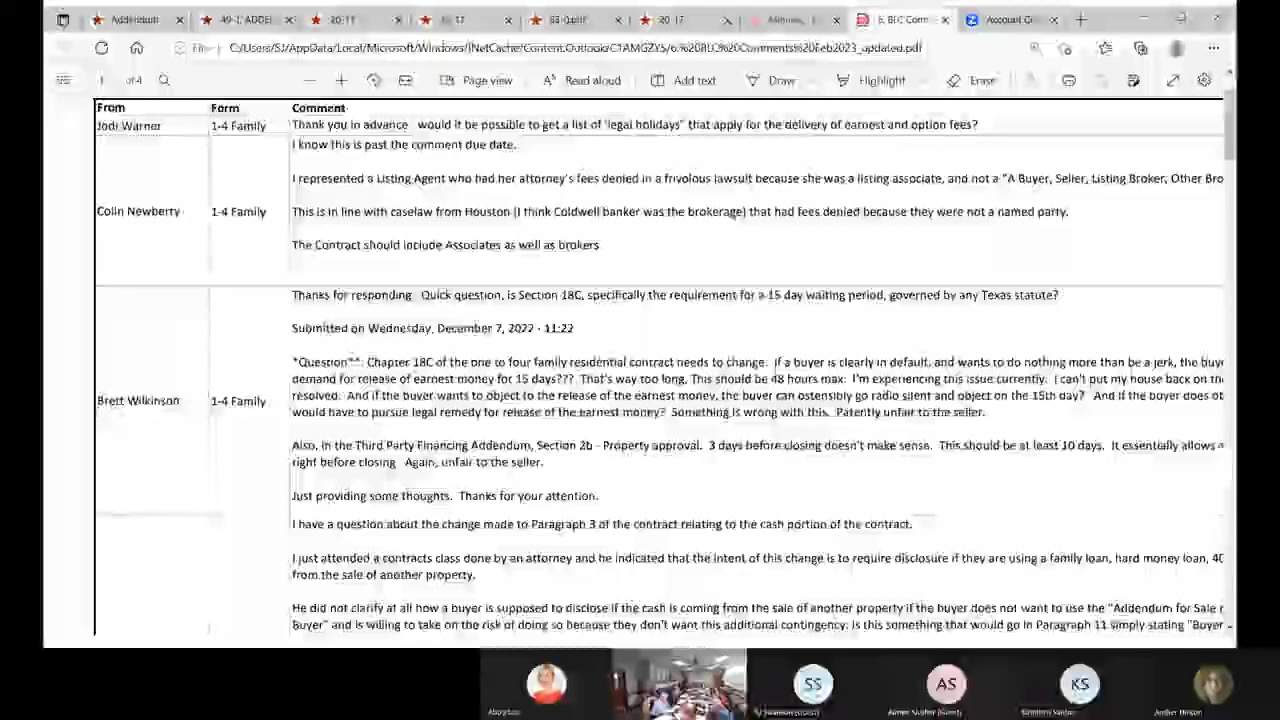 Addendum
49-1, ADDE
20-17
20 17
6. BLC Comm
Account
File
C:/Users/SJ/AppData/Local/Microsoft/Windows/INetCache/Content.Outlook/C1AMGZYS/6.%20BLC%20Comments%20Feb2023_updated.pdf
1 of 4
Page view
Read aloud
Add text
Draw
Highlight
Erase
From Form Comment
Jodi Warner 1-4 Family Thank you in advance would it be possible to get a list of "legal holidays" that apply for the delivery of earnest and option fees?
I know this is past the comment due date.
I represented a Listing Agent who had her attorney's fees denied in a frivolous lawsuit because she was a listing associate, and not a "A Buyer, Seller, Listing Broker, Other Bro
Colin Newberry 1-4 Family This is in line with caselaw from Houston (I think Coldwell banker was the brokerage) that had fees denied because they were not a named party.
The Contract should include Associates as well as brokers
Thanks for responding. Quick question, is Section 18C, specifically the requirement for a 15 day waiting period, governed by any Texas statute?
Submitted on Wednesday, December 7, 2022 - 11:22
*Question**: Chapter 18C of the one to four family residential contract needs to change. If a buyer is clearly in default, and wants to do nothing more than be a jerk, the buye
demand for release of earnest money for 15 days??? That's way too long. This should be 48 hours max. I'm experiencing this issue currently. I can't put my house back on the
Brett Wilkinson 1-4 Family resolved. And if the buyer wants to object to the release of the earnest money, the buyer can ostensibly go radio silent and object on the 15th day? And if the buyer does ob
would have to pursue legal remedy for release of the earnest money? Something is wrong with this. Patently unfair to the seller.
Also, in the Third Party Financing Addendum, Section 2b - Property approval. 3 days before closing doesn't make sense. This should be at least 10 days. It essentially allows a
right before closing Again, unfair to the seller.
Just providing some thoughts. Thanks for your attention.
I have a question about the change made to Paragraph 3 of the contract relating to the cash portion of the contract.
I just attended a contracts class done by an attorney and he indicated that the intent of this change is to require disclosure if they are using a family loan, hard money loan, 40
from the sale of another property.
He did not clarify at all how a buyer is supposed to disclose if the cash is coming from the sale of another property if the buyer does not want to use the "Addendum for Sale
Buyer" and is willing to take on the risk of doing so because they don't want this additional contingency. Is this something that would go in Paragraph 11 simply stating "Buyer
SS
AS
KS